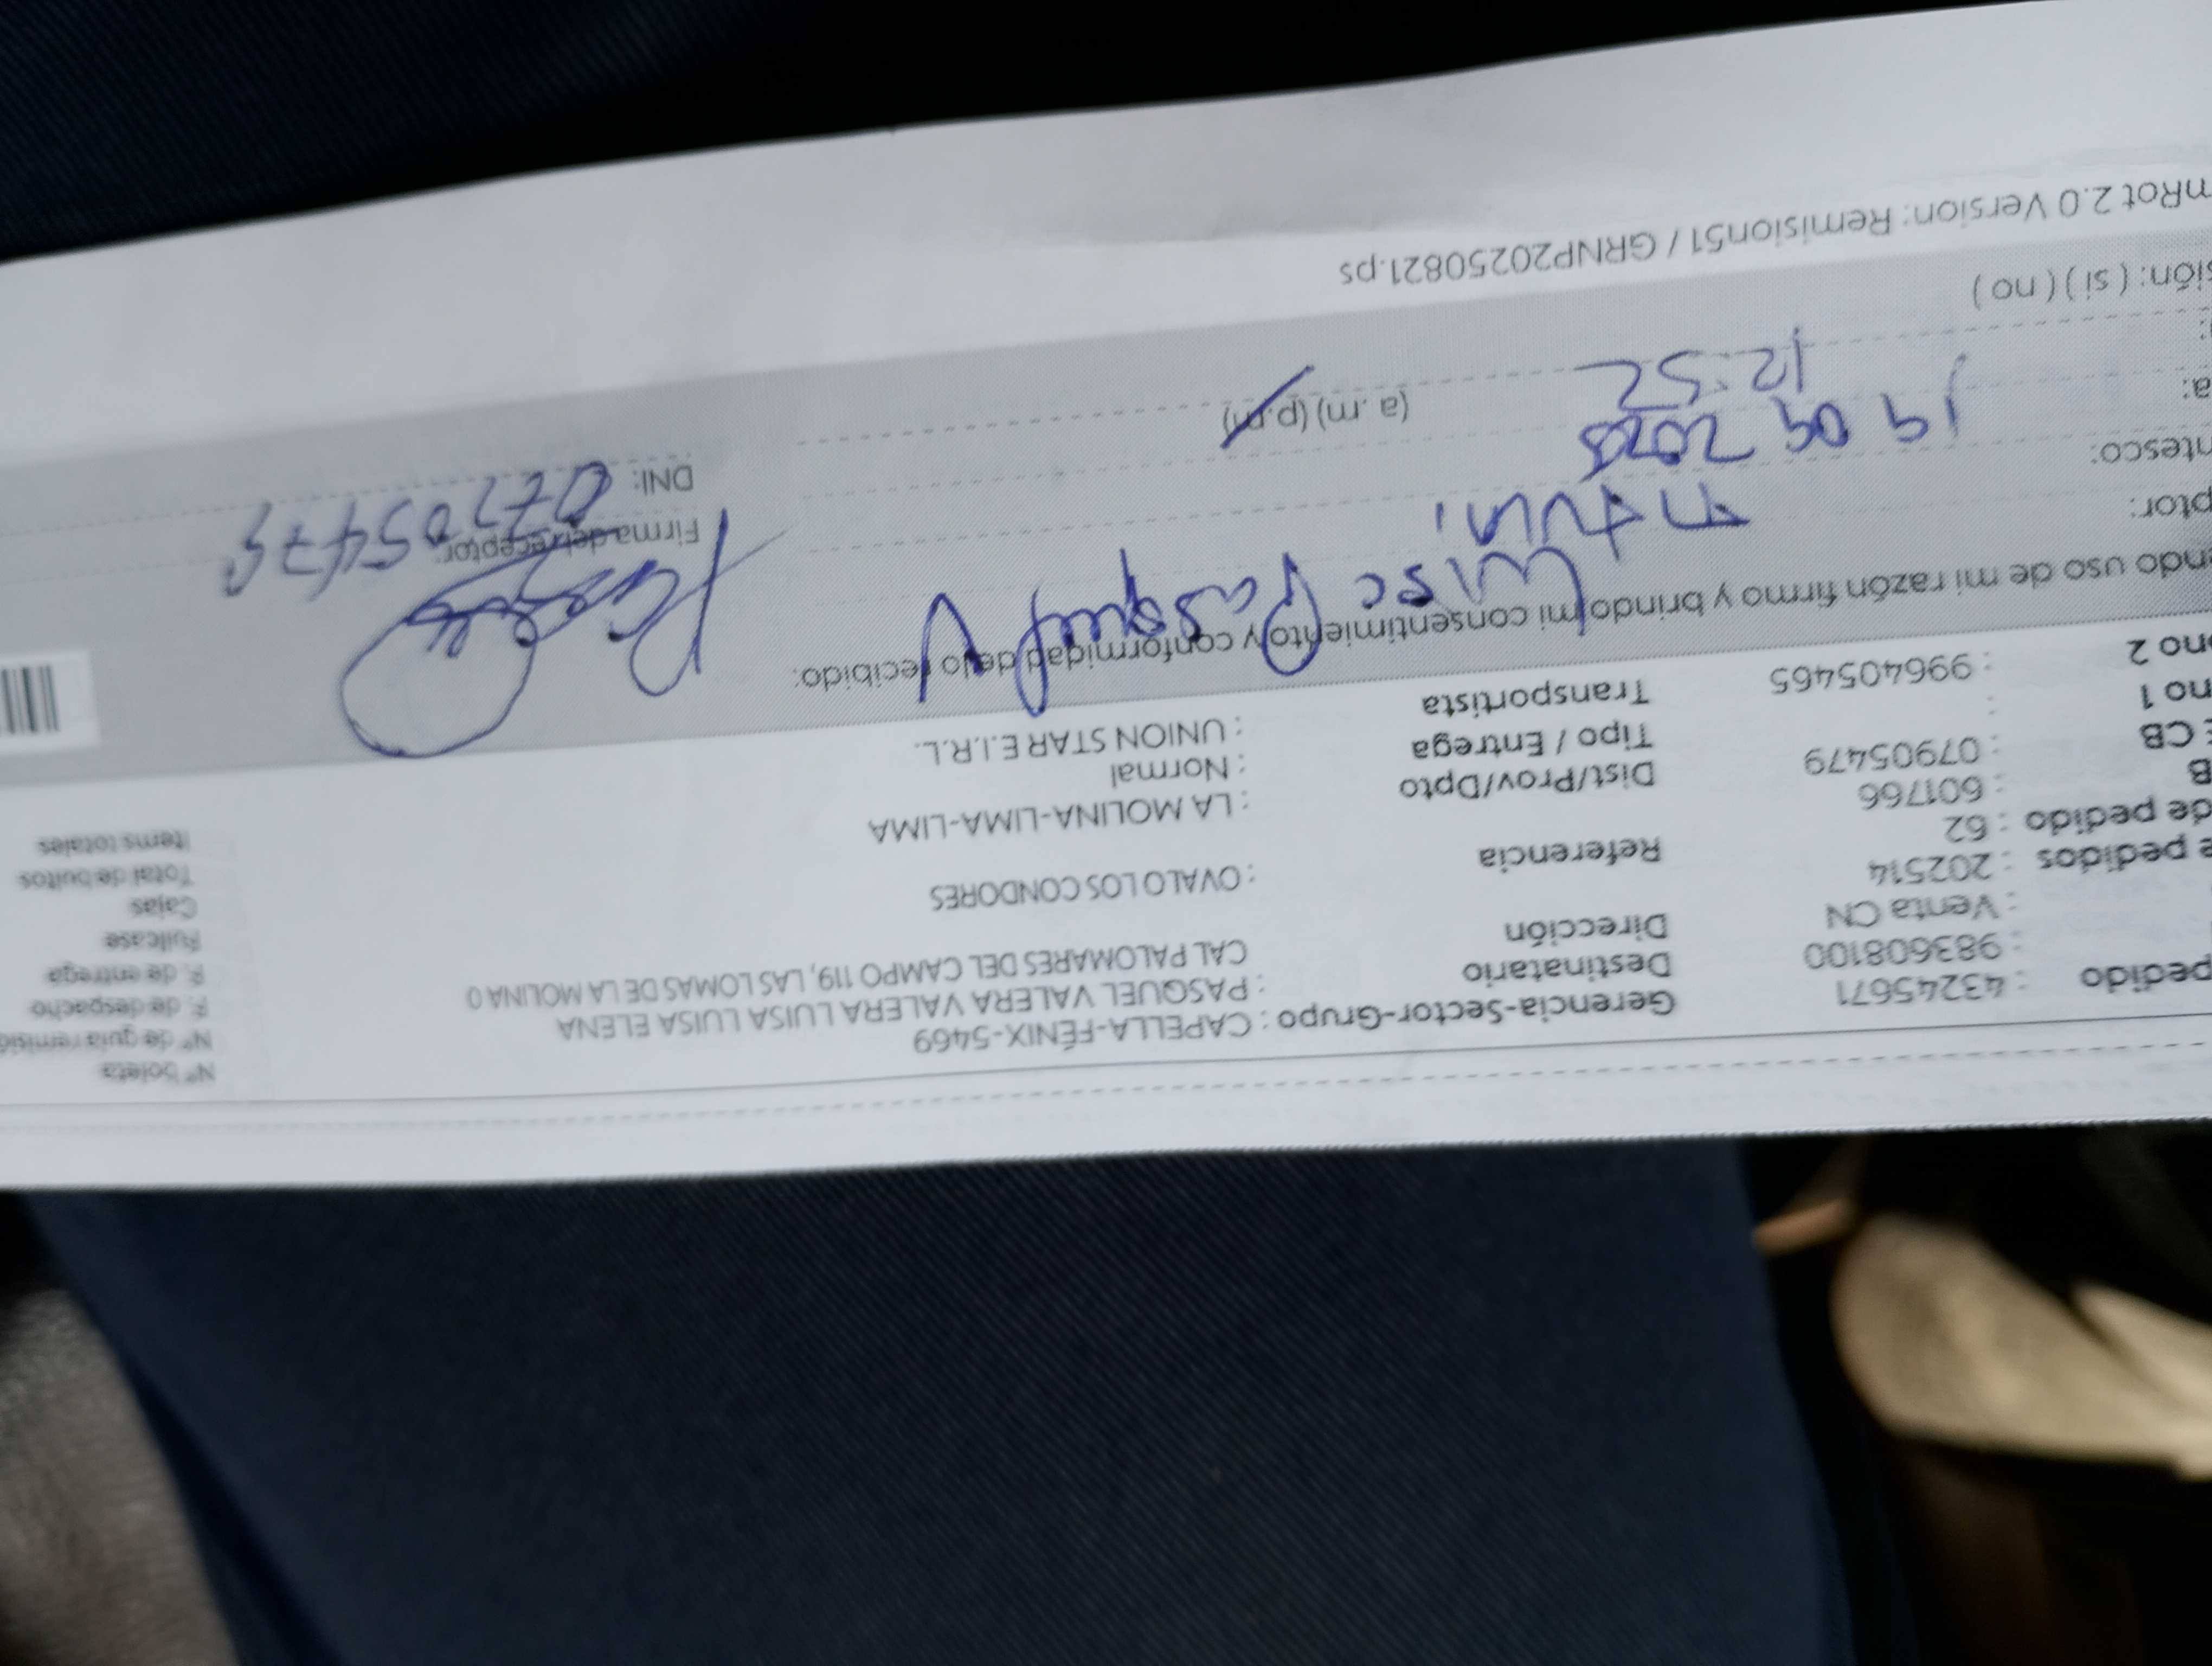 Gerencia-Sector-Grupo : CAPELLA-FÉNIX-5469
Destinatario : PASQUEL VALERA VALERA LUISA LUISA ELENA
Dirección CAL PALOMARES DEL CAMPO 119, LAS LOMAS DE LA MOLINA 0
Referencia : OVALO LOS CONDORES
Dist/Prov/Dpto : LA MOLINA-LIMA-LIMA
Tipo / Entrega : Normal
Transportista : UNION STAR E.I.R.L.
pedido : 43245671
: 983608100
: Venta CN
pedidos : 202514
de pedido : 62
B : 601766
CB : 07905479
no 1 :
no 2 : 996405465
N° boleta
N° de guía remisió
F. de despacho
F. de entrega
Fullcase
Cajas
Total de bultos
Items totales
endo uso de mi razón firmo y brindo mi consentimiento y conformidad de lo recibido:
ptor: Luisa Pasquel V
ntesco:
19 09 2025
a: 12:52 (a.m) (p.m)
Firma del receptor:
DNI:
sión: ( si ) ( no )
mRot 2.0 Version: Remision51 / GRNP20250821.ps